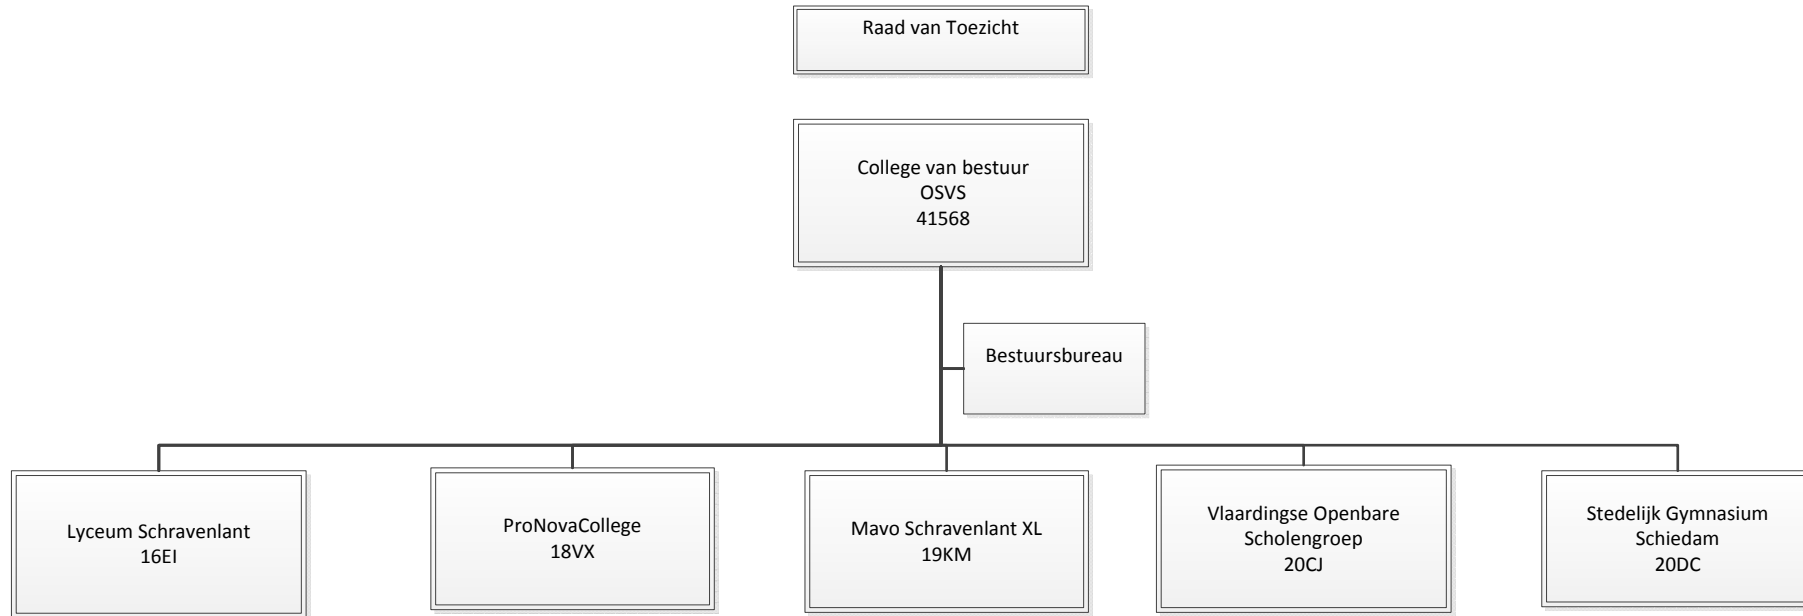 Raad van Toezicht
College van bestuur
OSVS
41568
Bestuursbureau
Lyceum Schravenlant
16EI
ProNovaCollege
18VX
Mavo Schravenlant XL
19KM
Vlaardingse Openbare
Scholengroep
20CJ
Stedelijk Gymnasium
Schiedam
20DC